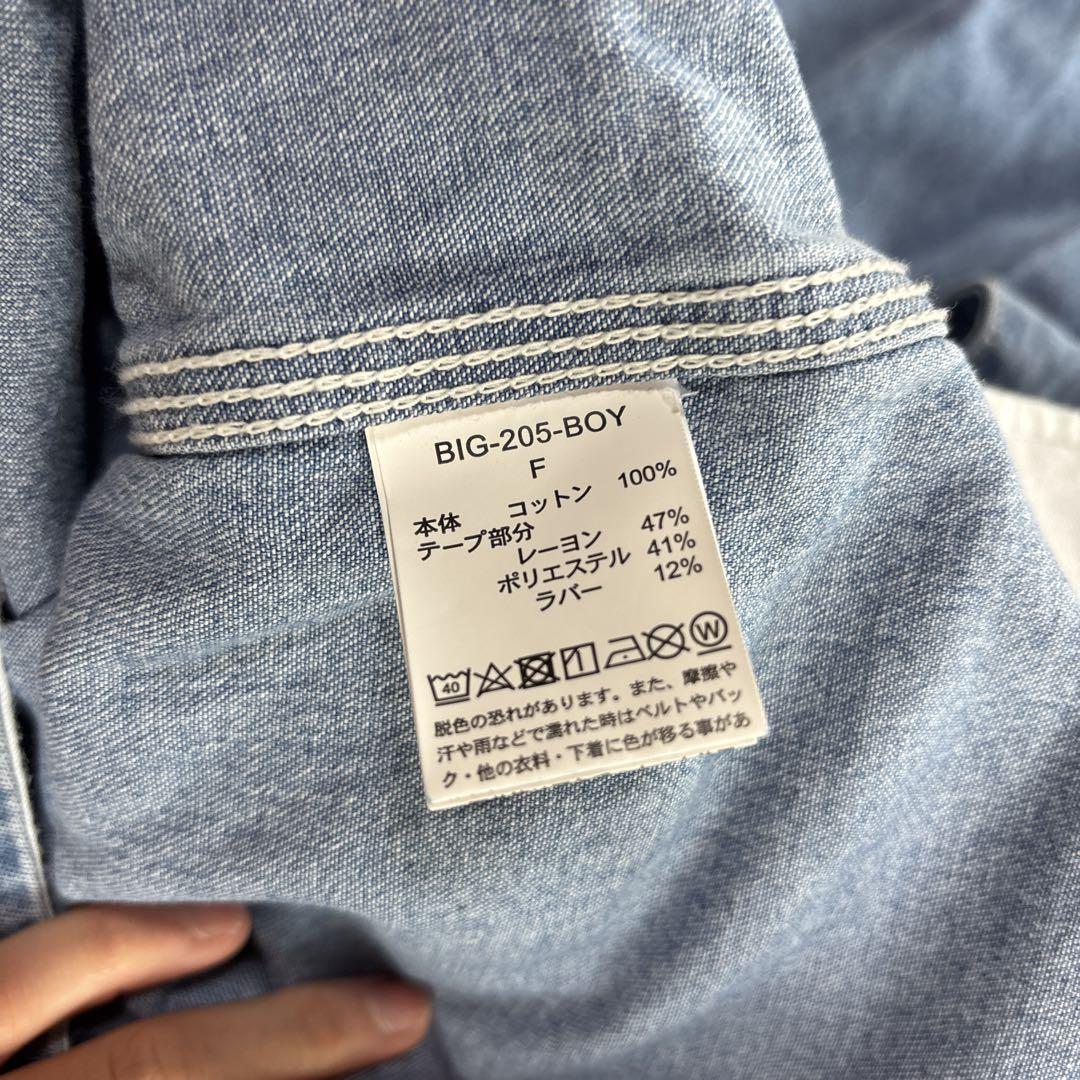 BIG-205-BOY
F
本体 コットン 100%
テープ部分
レーヨン 47%
ポリエステル 41%
ラバー 12%
40 W
脱色の恐れがあります。また、摩擦や
汗や雨などで濡れた時はベルトやバッ
ク・他の衣料・下着に色が移る事があ